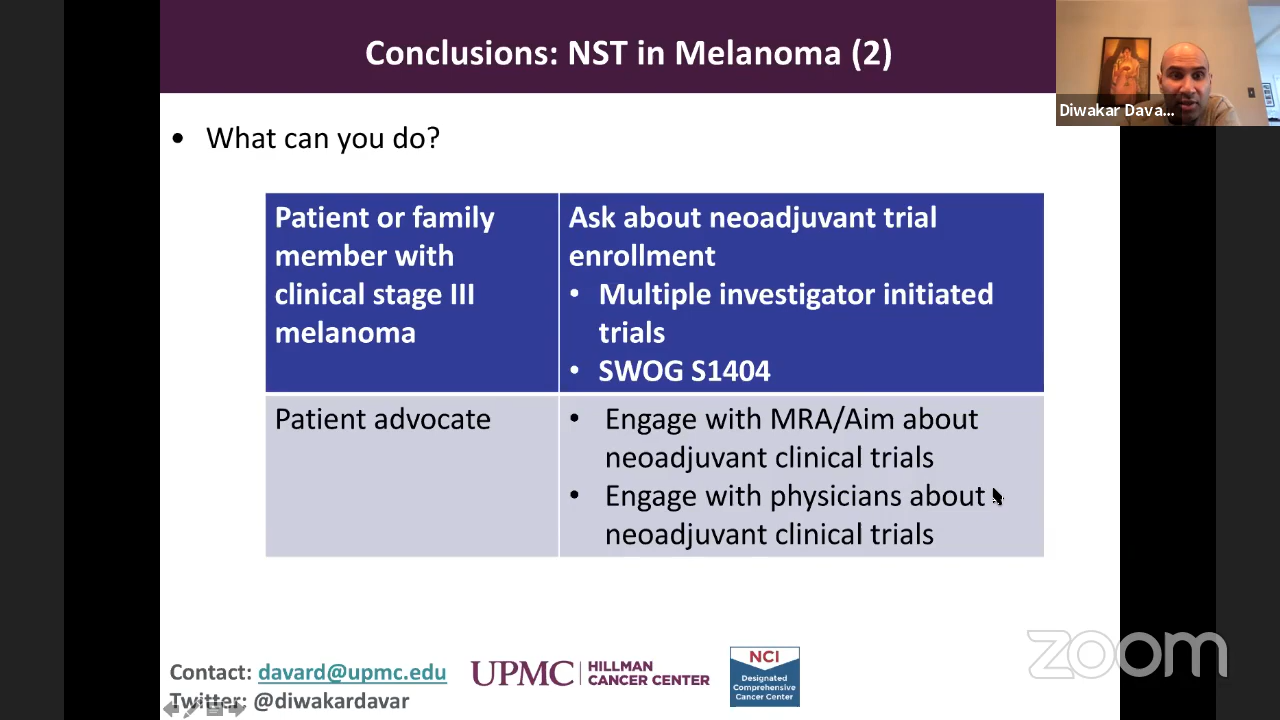 Conclusions: NST in Melanoma (2)
Diwakar Dava...
• What can you do?
Patient or family
member with
clinical stage III
melanoma
Ask about neoadjuvant trial
enrollment
• Multiple investigator initiated
trials
• SWOG S1404
Patient advocate
• Engage with MRA/Aim about
neoadjuvant clinical trials
• Engage with physicians about
neoadjuvant clinical trials
Contact: davard@upmc.edu
Twitter: @diwakardavar
UPMC | HILLMAN
CANCER CENTER
NCI
Designated
Comprehensive
Cancer Center
zoom